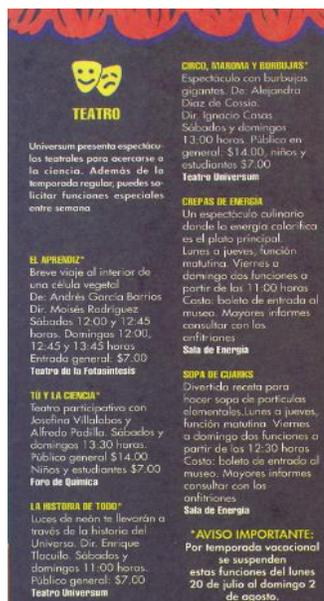 TEATRO
Universum presenta espectácu-
los teatrales para acercarse a
la ciencia. Además de la
temporada regular, puedes so-
licitar funciones especiales
entre semana
EL APRENDIZ*
Breve viaje al interior de
una célula vegetal
De: Andrés García Barrios
Dir. Moisés Rodríguez
Sábados 12:00 y 12:45
horas. Domingos 12:00,
12:45 y 13:45 horas
Entrada general: $7.00
Teatro de la Fotosíntesis
TÚ Y LA CIENCIA*
Teatro participativo con
Josefina Villalobos y
Alfredo Padilla. Sábados y
domingos 13:30 horas.
Público general $14.00
Niños y estudiantes $7.00
Foro de Química
LA HISTORIA DE TODO*
Luces de neón te llevarán a
través de la historia del
Universo. Dir. Enrique
Tlacuilo. Sábados y
domingos 11:00 horas.
Público general: $7.00
Teatro Universum
CIRCO, MAROMA Y BURBUJAS*
Espectáculo con burbujas
gigantes. De: Alejandra
Díaz de Cossío.
Dir. Ignacio Casas
Sábados y domingos
13:00 horas. Público en
general: $14.00, niños y
estudiantes $7.00
Teatro Universum
CREPAS DE ENERGIA
Un espectáculo culinario
donde la energía calorífica
es el plato principal.
Lunes a jueves, función
matutina. Viernes a
domingo dos funciones a
partir de las 11:00 horas
Costo: boleto de entrada al
museo. Mayores informes
consultar con los
anfitriones
Sala de Energía
SOPA DE CUARKS
Divertida receta para
hacer sopa de partículas
elementales.Lunes a jueves,
función matutina. Viernes
a domingo dos funciones a
partir de las 12:30 horas
Costo: boleto de entrada al
museo. Mayores informes
consultar con los
anfitriones
Sala de Energía
*AVISO IMPORTANTE:
Por temporada vacacional
se suspenden
estas funciones del lunes
20 de julio al domingo 2
de agosto.